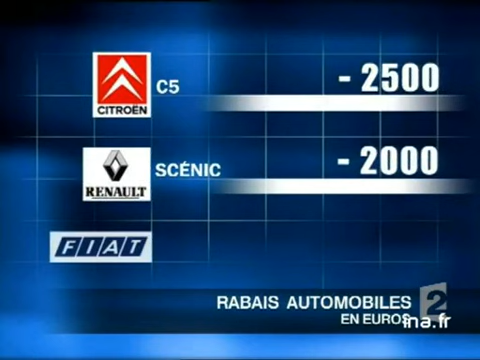 CITROËN C5 - 2500
RENAULT SCÉNIC - 2000
FIAT
RABAIS AUTOMOBILES 2
EN EUROS ina.fr